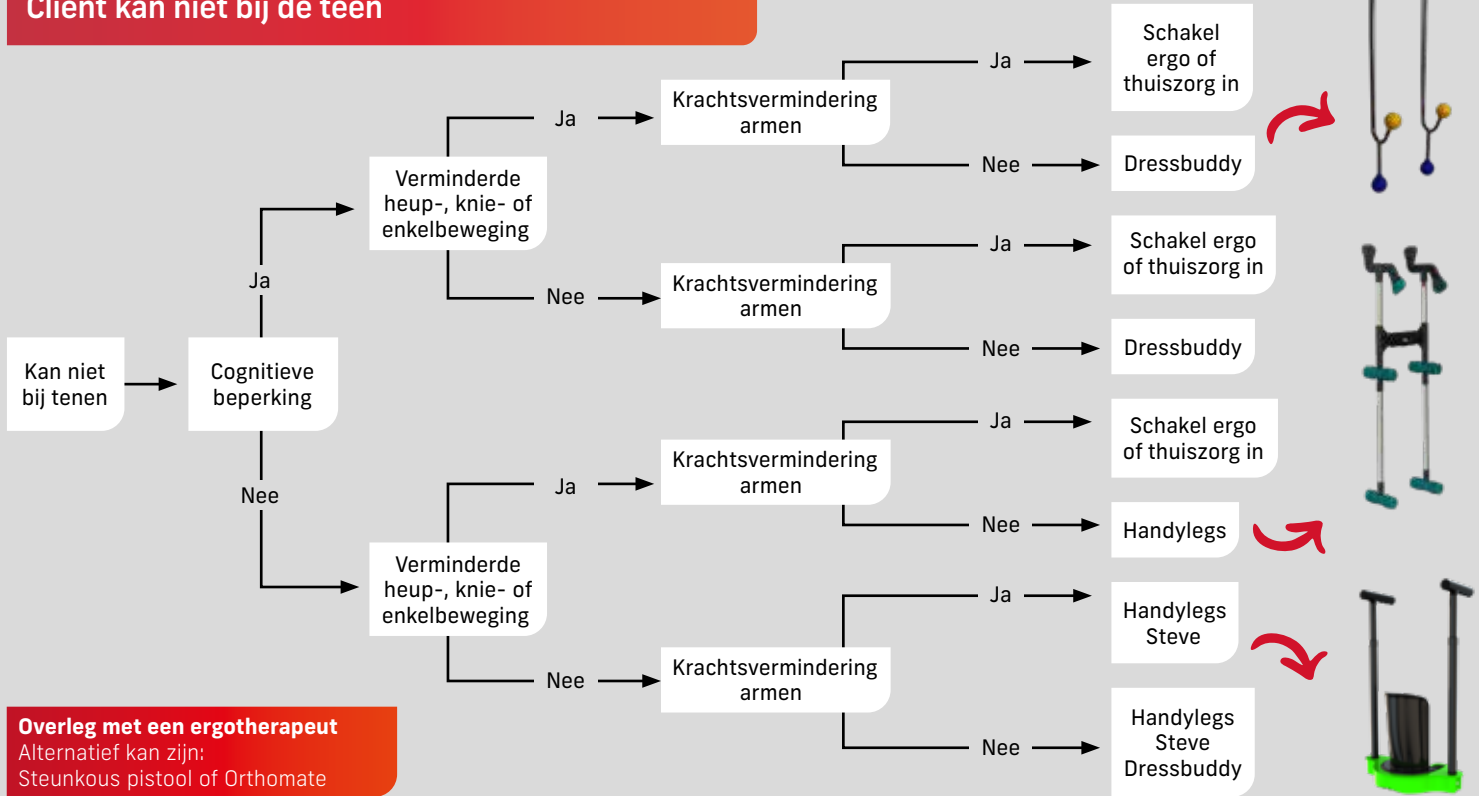 Cliënt kan niet bij de teen
Kan niet
bij tenen
Cognitieve
beperking
Ja
Nee
Verminderde
heup-, knie- of
enkelbeweging
Ja
Nee
Krachtsvermindering
armen
Ja
Schakel
ergo of
thuiszorg in
Nee
Dressbuddy
Krachtsvermindering
armen
Ja
Schakel ergo
of thuiszorg in
Nee
Dressbuddy
Verminderde
heup-, knie- of
enkelbeweging
Ja
Nee
Krachtsvermindering
armen
Ja
Schakel ergo
of thuiszorg in
Nee
Handylegs
Krachtsvermindering
armen
Ja
Handylegs
Steve
Nee
Handylegs
Steve
Dressbuddy
Overleg met een ergotherapeut
Alternatief kan zijn:
Steunkous pistool of Orthomate